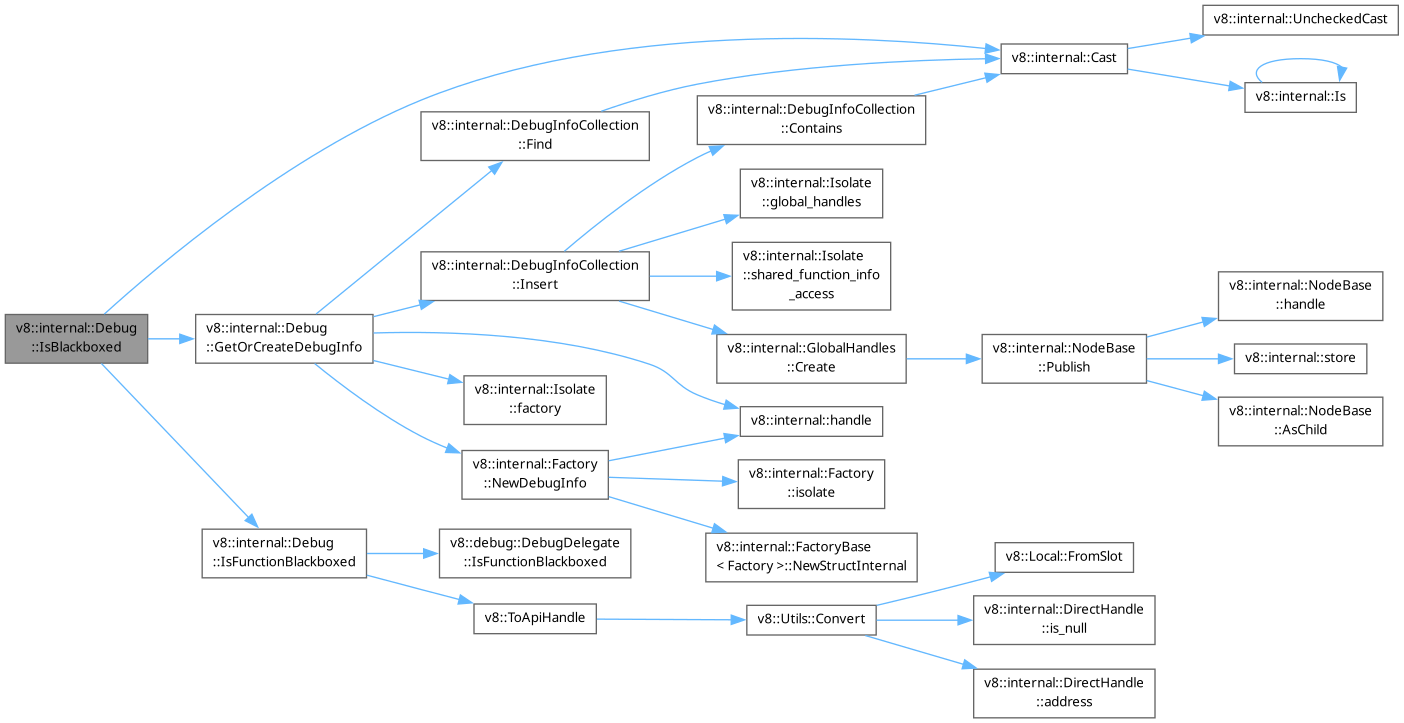 v8::internal::UncheckedCast
v8::internal::Cast
v8::internal::Is
v8::internal::DebugInfoCollection
::Contains
v8::internal::DebugInfoCollection
::Find
v8::internal::Isolate
::global_handles
v8::internal::DebugInfoCollection
::Insert
v8::internal::Isolate
::shared_function_info
_access
v8::internal::NodeBase
::handle
v8::internal::Debug
::IsBlackboxed
v8::internal::Debug
::GetOrCreateDebugInfo
v8::internal::GlobalHandles
::Create
v8::internal::NodeBase
::Publish
v8::internal::store
v8::internal::Isolate
::factory
v8::internal::handle
v8::internal::NodeBase
::AsChild
v8::internal::Factory
::NewDebugInfo
v8::internal::Factory
::isolate
v8::internal::Debug
::IsFunctionBlackboxed
v8::debug::DebugDelegate
::IsFunctionBlackboxed
v8::internal::FactoryBase
< Factory >::NewStructInternal
v8::Local::FromSlot
v8::ToApiHandle
v8::Utils::Convert
v8::internal::DirectHandle
::is_null
v8::internal::DirectHandle
::address